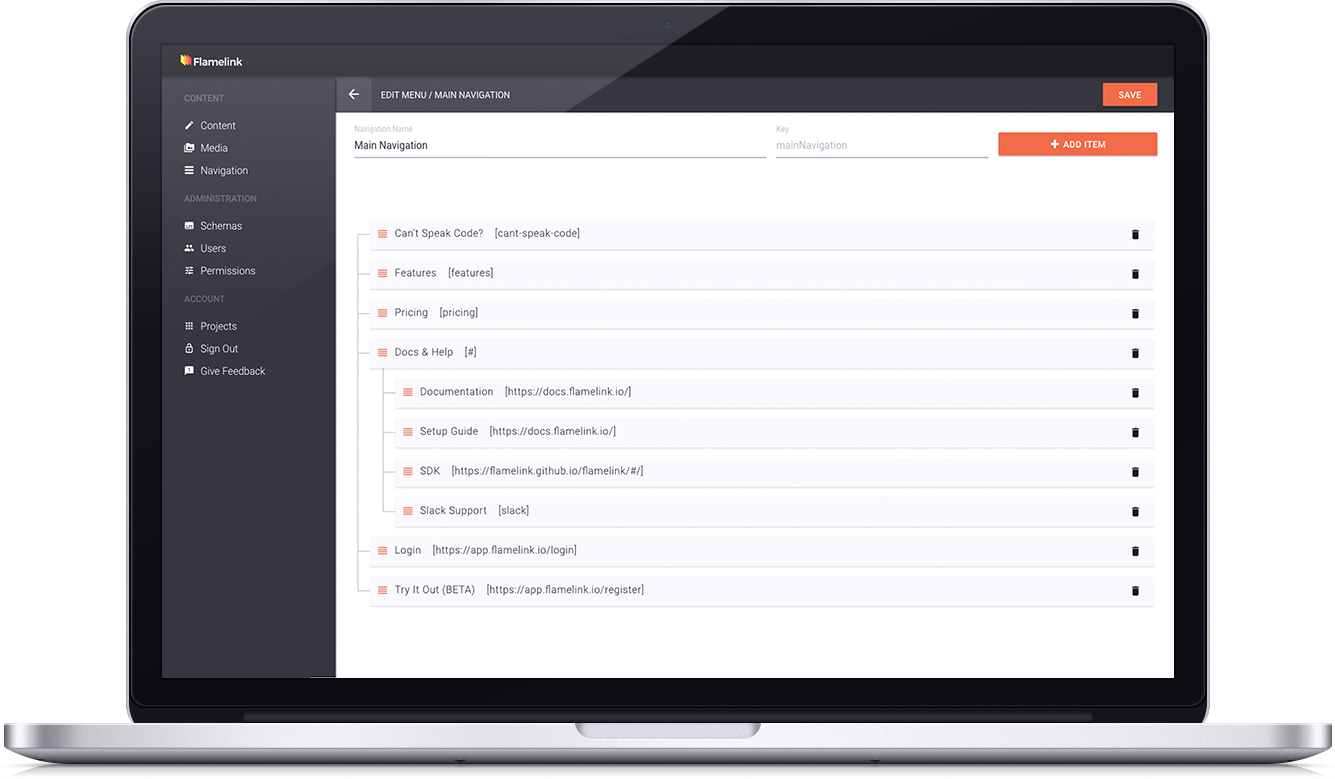 Flamelink
CONTENT
Content
Media
Navigation
ADMINISTRATION
Schemas
Users
Permissions
ACCOUNT
Projects
Sign Out
Give Feedback
EDIT MENU / MAIN NAVIGATION
SAVE
Navigation Name
Main Navigation
Key
mainNavigation
ADD ITEM
Can't Speak Code? [cant-speak-code]
Features [features]
Pricing [pricing]
Docs & Help [#]
Documentation [https://docs.flamelink.io/]
Setup Guide [https://docs.flamelink.io/]
SDK [https://flamelink.github.io/flamelink/#/]
Slack Support [slack]
Login [https://app.flamelink.io/login]
Try It Out (BETA) [https://app.flamelink.io/register]